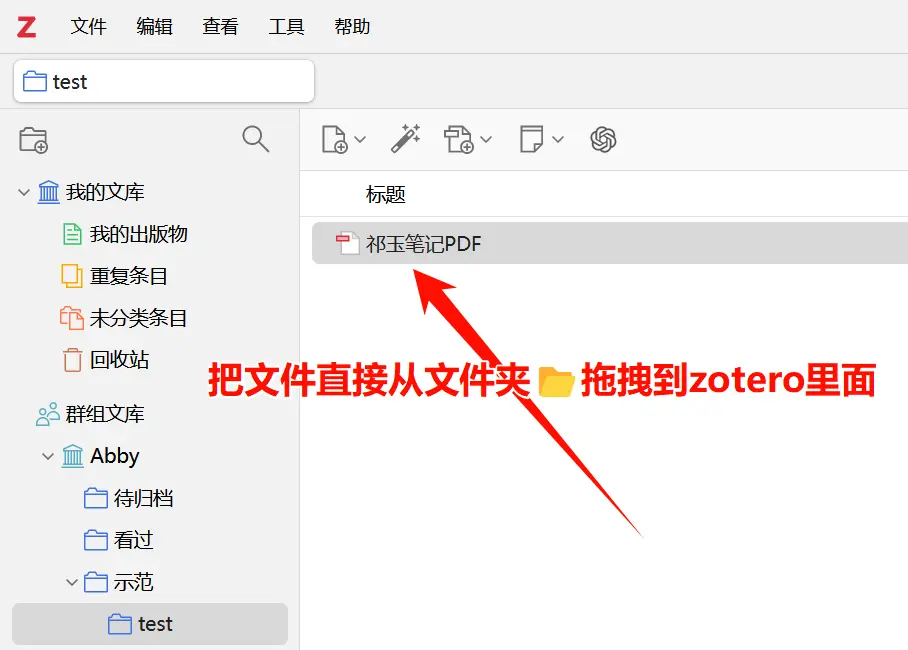 Z 文件 编辑 查看 工具 帮助
test
标题
我的文库
我的出版物
祁玉笔记PDF
重复条目
未分类条目
回收站
把文件直接从文件夹📂拖拽到zotero里面
群组文库
Abby
待归档
看过
示范
test